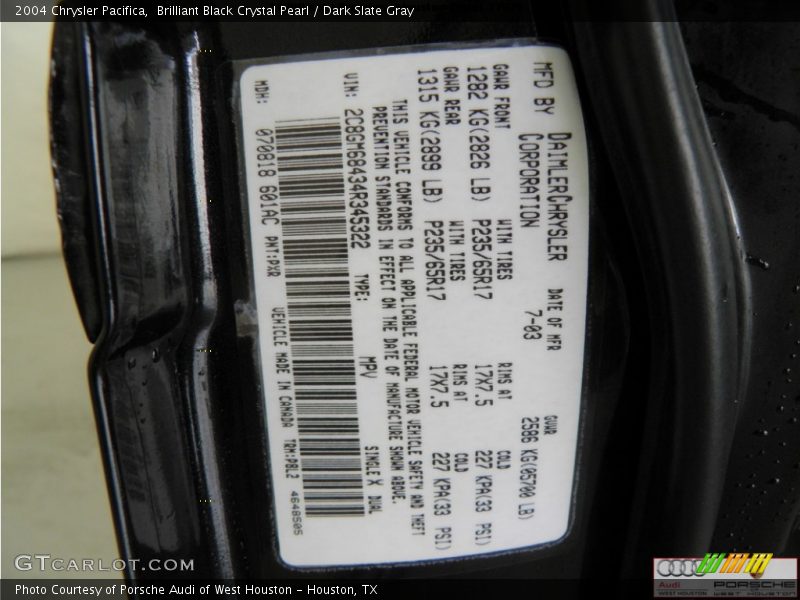 2004 Chrysler Pacifica, Brilliant Black Crystal Pearl / Dark Slate Gray
MFD BY DAIMLERCHRYSLER CORPORATION
DATE OF MFR 7-03
GVWR 2586 KG(05700 LB)
GAWR FRONT WITH TIRES RIMS AT COLD
1282 KG(2826 LB) P235/65R17 17X7.5 227 KPA(33 PSI)
GAWR REAR WITH TIRES RIMS AT COLD
1315 KG(2899 LB) P235/65R17 17X7.5 227 KPA(33 PSI)
THIS VEHICLE CONFORMS TO ALL APPLICABLE FEDERAL MOTOR VEHICLE SAFETY AND THEFT
PREVENTION STANDARDS IN EFFECT ON THE DATE OF MANUFACTURE SHOWN ABOVE.
VIN: 2C8GM68434R345322 TYPE: MPV SINGLE X DUAL
MDH: 070818 601AC PNT:PXR VEHICLE MADE IN CANADA TRM:PBL2 4648505
GTCARLOT.COM
Audi
WEST HOUSTON
PORSCHE
WEST HOUSTON
Photo Courtesy of Porsche Audi of West Houston - Houston, TX